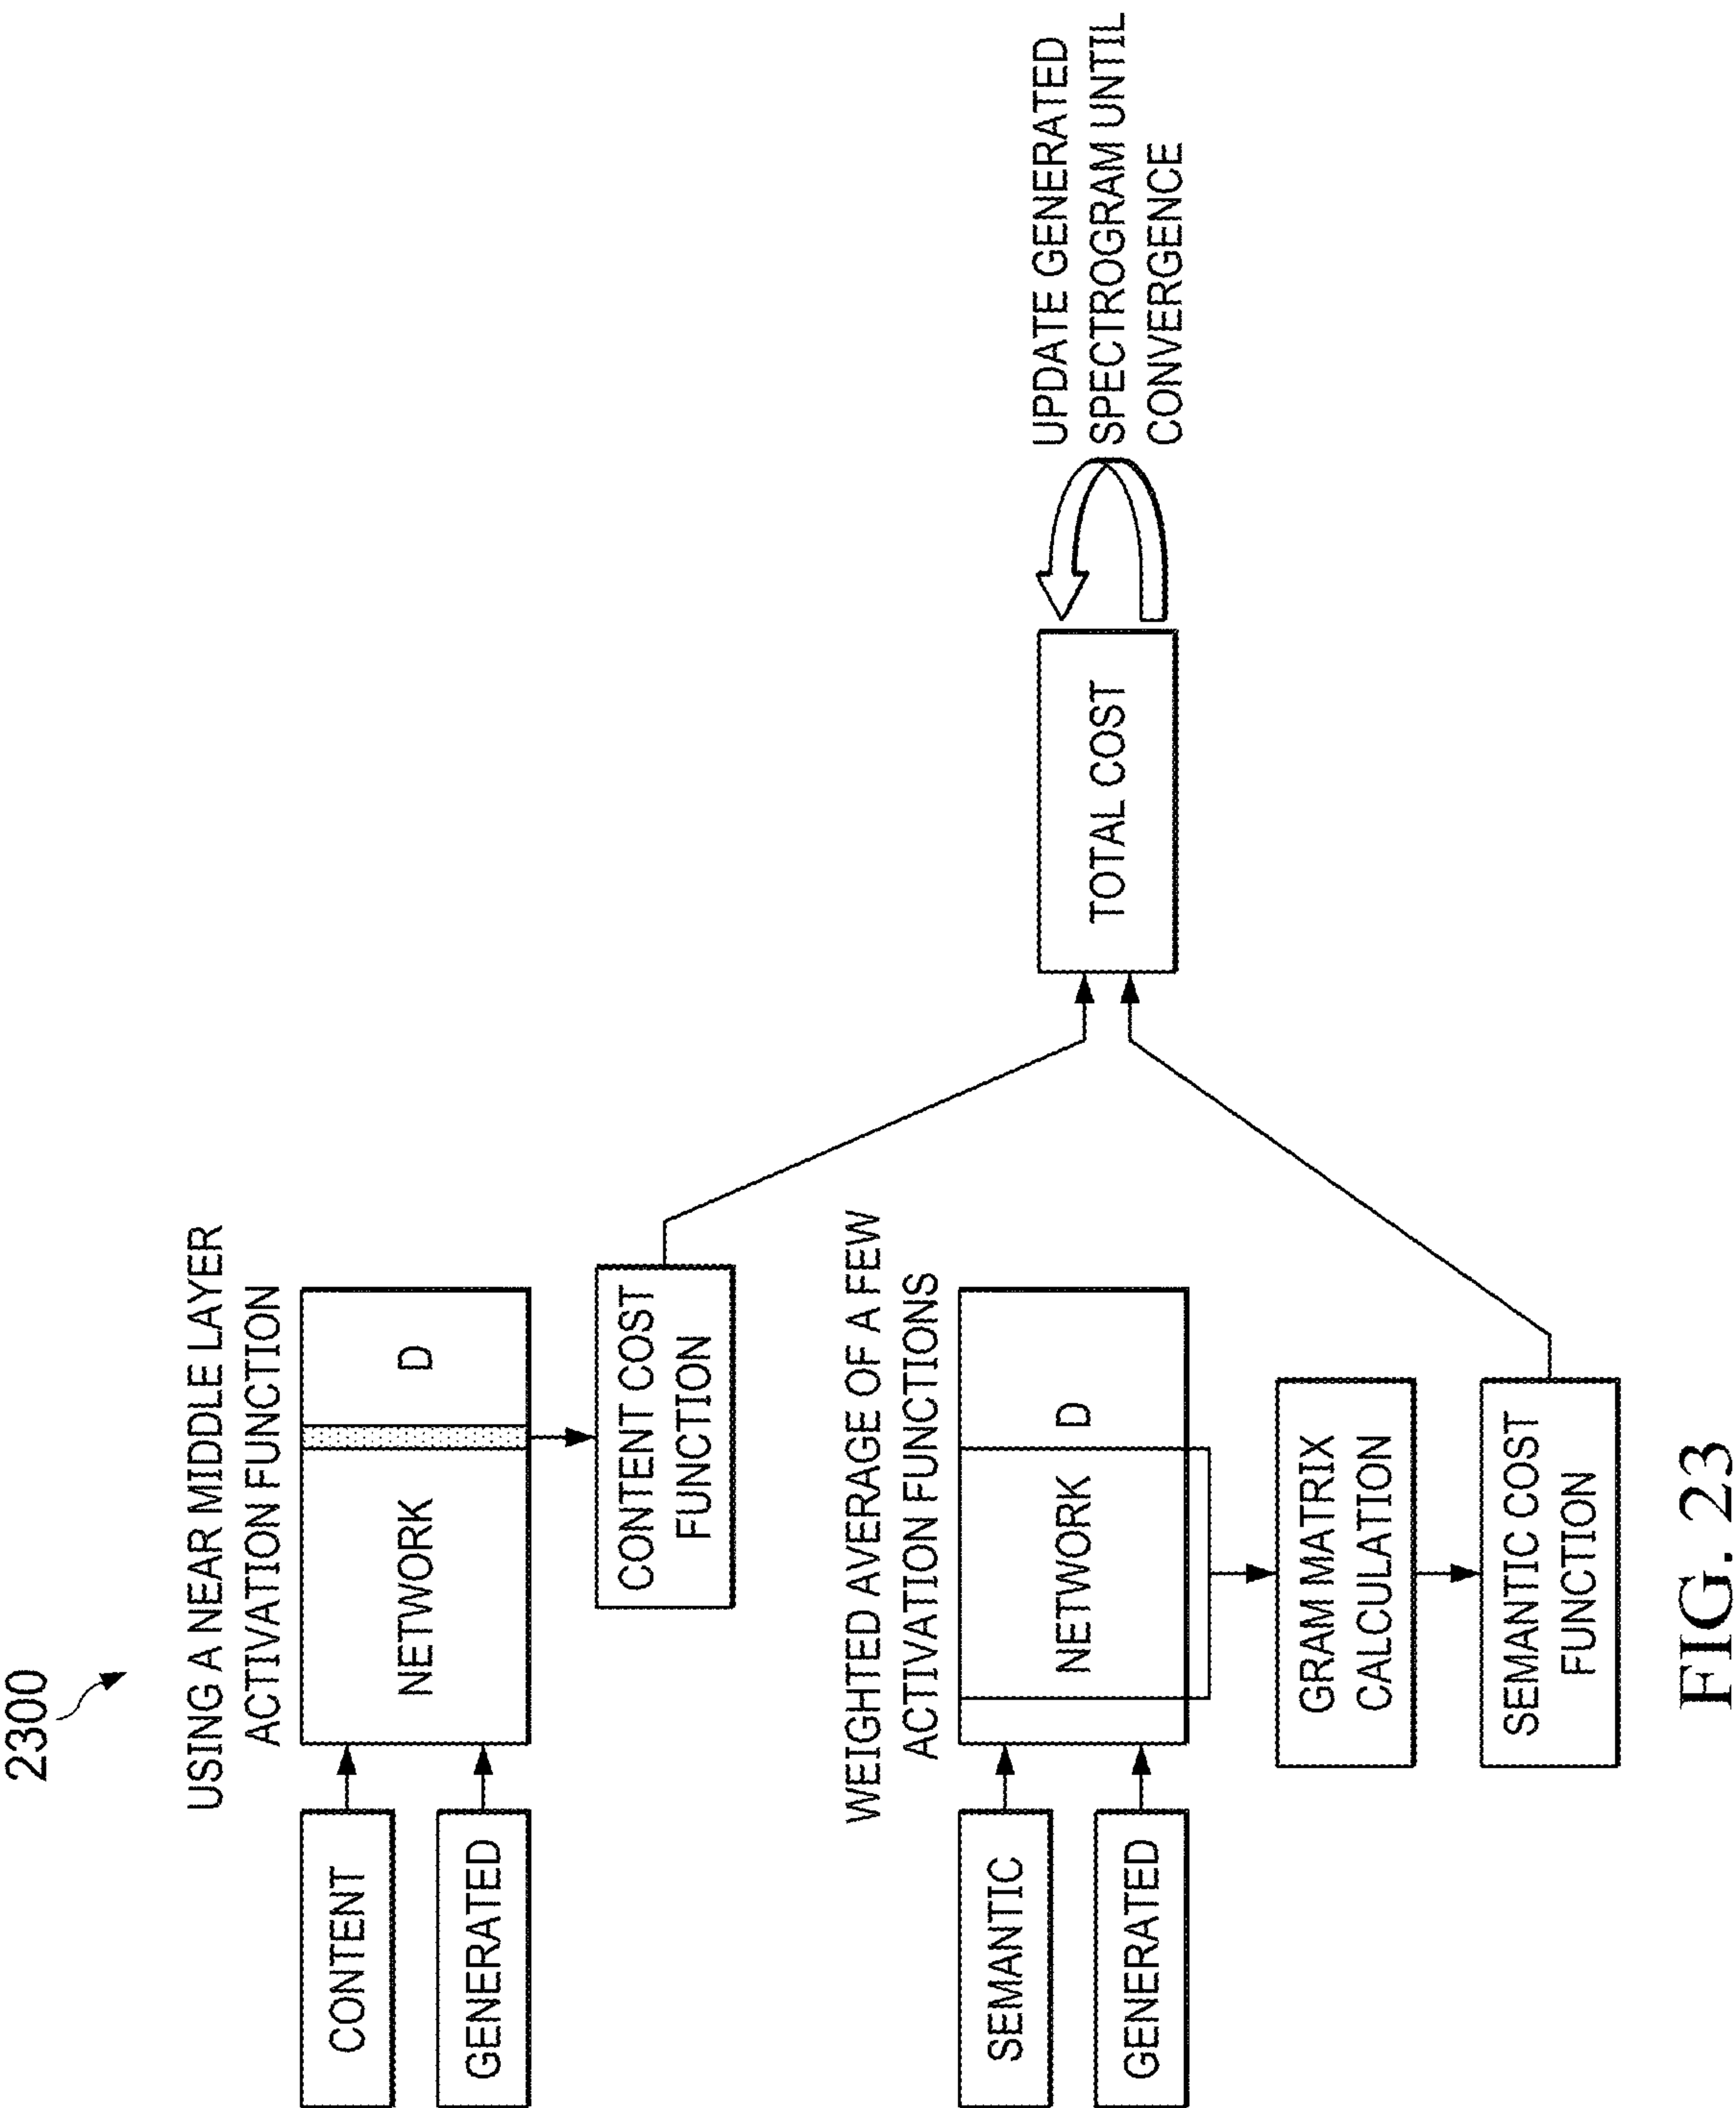 2300
USING A NEAR MIDDLE LAYER
ACTIVATION FUNCTION
CONTENT
GENERATED
NETWORK
D
CONTENT COST
FUNCTION
WEIGHTED AVERAGE OF A FEW
ACTIVATION FUNCTIONS
SEMANTIC
GENERATED
NETWORK
D
GRAM MATRIX
CALCULATION
SEMANTIC COST
FUNCTION
TOTAL COST
UPDATE GENERATED
SPECTROGRAM UNTIL
CONVERGENCE
FIG. 23